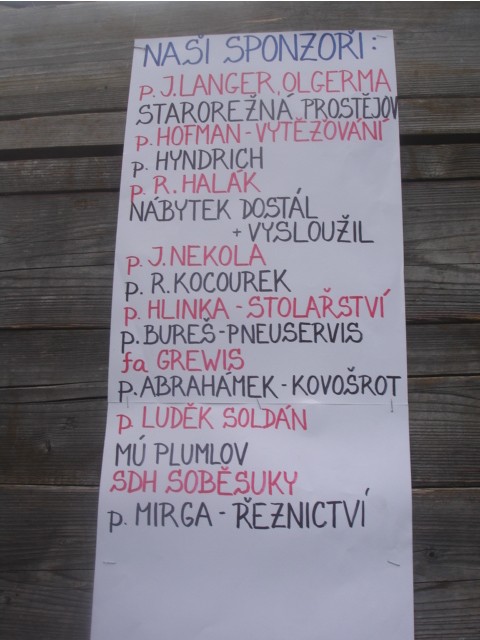 NAŠI SPONZOŘI:
p. J. LANGER, OLGERMA
STAROREŽNÁ PROSTĚJOV
p. HOFMAN - VYTĚŽOVÁNÍ
p. HYNDRICH
p. R. HALÁK
NÁBYTEK DOSTÁL
+ VYSLOUŽIL
p. J. NEKOLA
p. R. KOCOUREK
p. HLINKA - STOLAŘSTVÍ
p. BUREŠ - PNEUSERVIS
fa GREWIS
p. ABRAHÁMEK - KOVOŠROT
p. LUDĚK SOLDÁN
MÚ PLUMLOV
SDH SOBĚSUKY
p. MIRGA - ŘEZNICTVÍ